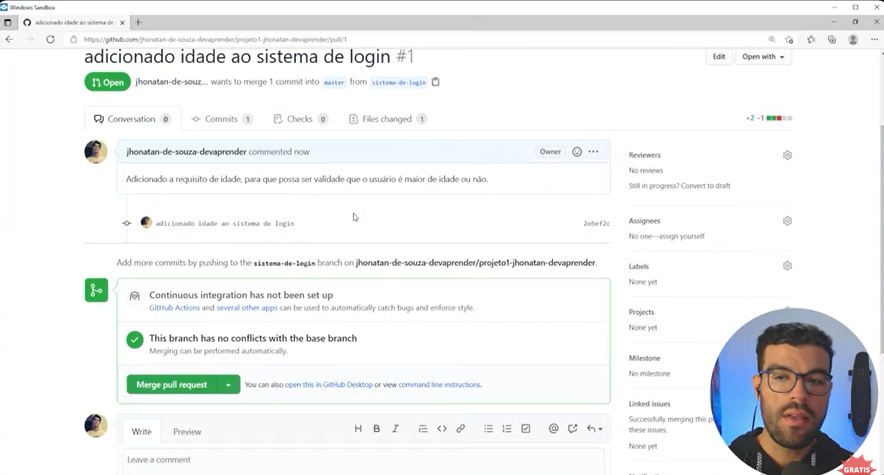 Windows Sandbox
adicionado idade ao sistema de
https://github.com/jhonatan-de-souza-devaprender/projeto1-jhonatan-devaprender/pull/1
adicionado idade ao sistema de login #1
Edit
Open with
Open
jhonatan-de-souz... wants to merge 1 commit into master from sistema-de-login
Conversation 0
Commits 1
Checks 0
Files changed 1
+2 −1
jhonatan-de-souza-devaprender commented now
Owner
Adicionado a requisito de idade, para que possa ser validade que o usuário é maior de idade ou não.
adicionado idade ao sistema de login
2ebef2c
Add more commits by pushing to the sistema-de-login branch on jhonatan-de-souza-devaprender/projeto1-jhonatan-devaprender.
Continuous integration has not been set up
GitHub Actions and several other apps can be used to automatically catch bugs and enforce style.
This branch has no conflicts with the base branch
Merging can be performed automatically.
Merge pull request
You can also open this in GitHub Desktop or view command line instructions.
Write
Preview
H B I
Leave a comment
Reviewers
No reviews
Still in progress? Convert to draft
Assignees
No one—assign yourself
Labels
None yet
Projects
None yet
Milestone
No milestone
Linked issues
Successfully merging this pu
these issues.
None yet
GRATIS